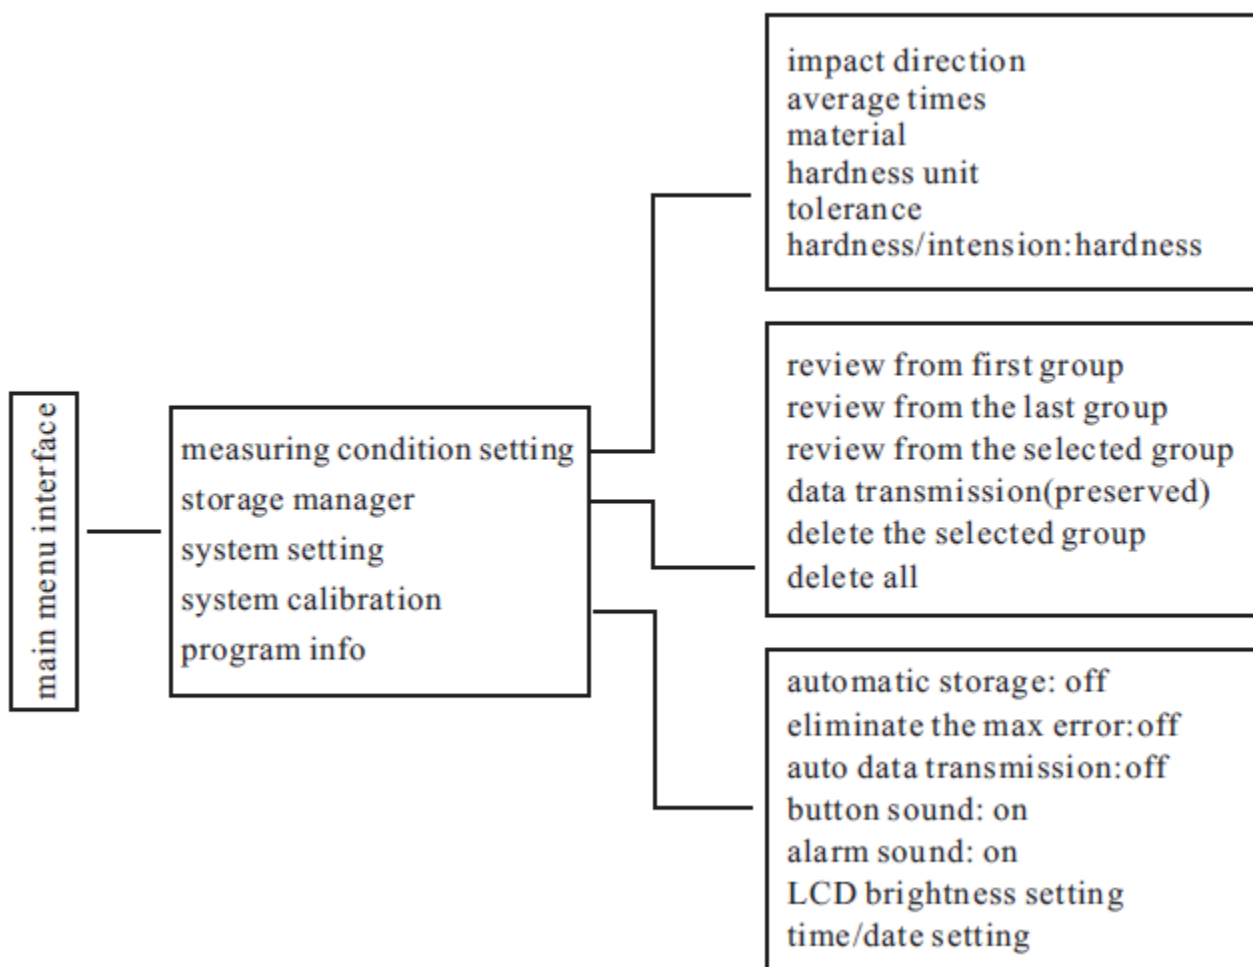 main menu interface
measuring condition setting
storage manager
system setting
system calibration
program info
impact direction
average times
material
hardness unit
tolerance
hardness/intension:hardness
review from first group
review from the last group
review from the selected group
data transmission(preserved)
delete the selected group
delete all
automatic storage: off
eliminate the max error:off
auto data transmission:off
button sound: on
alarm sound: on
LCD brightness setting
time/date setting